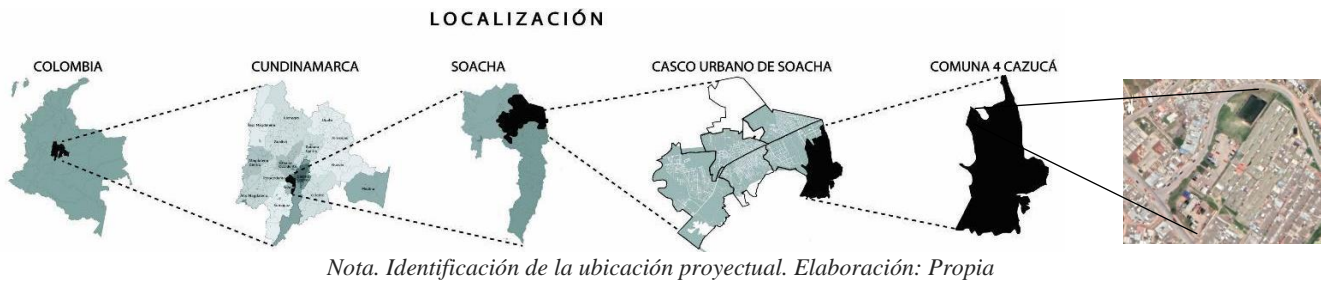 LOCALIZACIÓN
COLOMBIA
CUNDINAMARCA
SOACHA
CASCO URBANO DE SOACHA
COMUNA 4 CAZUCÁ
Nota. Identificación de la ubicación proyectual. Elaboración: Propia